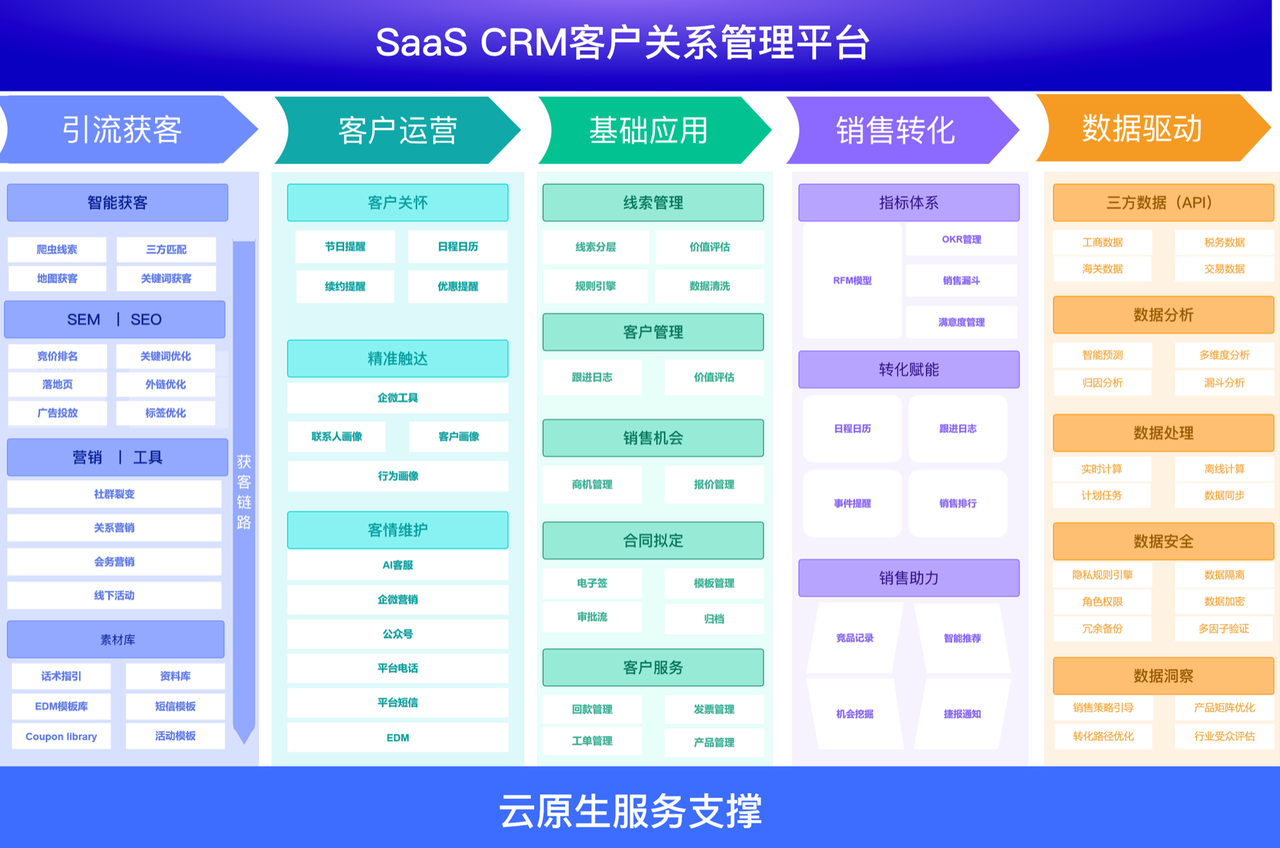 SaaS CRM客户关系管理平台
引流获客
客户运营
基础应用
销售转化
数据驱动
智能获客
爬虫线索
三方匹配
地图获客
关键词获客
SEM | SEO
竞价排名
关键词优化
落地页
外链优化
广告投放
标签优化
营销 | 工具
社群裂变
关系营销
会务营销
线下活动
素材库
话术指引
资料库
EDM模板库
短信模板
Coupon library
活动模板
获客链路
客户关怀
节日提醒
日程日历
续约提醒
优惠提醒
精准触达
企微工具
联系人画像
客户画像
行为画像
客情维护
AI客服
企微营销
公众号
平台电话
平台短信
EDM
线索管理
线索分层
价值评估
规则引擎
数据清洗
客户管理
跟进日志
价值评估
销售机会
商机管理
报价管理
合同拟定
电子签
模板管理
审批流
归档
客户服务
回款管理
发票管理
工单管理
产品管理
指标体系
RFM模型
OKR管理
销售漏斗
满意度管理
转化赋能
日程日历
跟进日志
事件提醒
销售排行
销售助力
竞品记录
智能推荐
机会挖掘
捷报通知
三方数据（API）
工商数据
税务数据
海关数据
交易数据
数据分析
智能预测
多维度分析
归因分析
漏斗分析
数据处理
实时计算
离线计算
计划任务
数据同步
数据安全
隐私规则引擎
数据隔离
角色权限
数据加密
冗余备份
多因子验证
数据洞察
销售策略引导
产品矩阵优化
转化路径优化
行业受众评估
云原生服务支撑